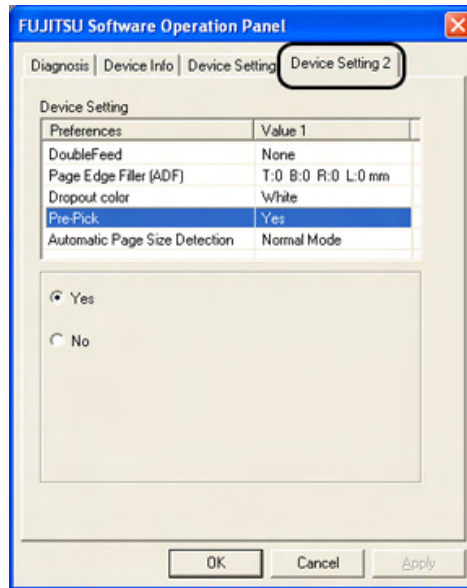 FUJITSU Software Operation Panel
Diagnosis Device Info Device Setting Device Setting 2
Device Setting
Preferences Value 1
DoubleFeed None
Page Edge Filler (ADF) T:0 B:0 R:0 L:0 mm
Dropout color White
Pre-Pick Yes
Automatic Page Size Detection Normal Mode
Yes
No
OK Cancel Apply